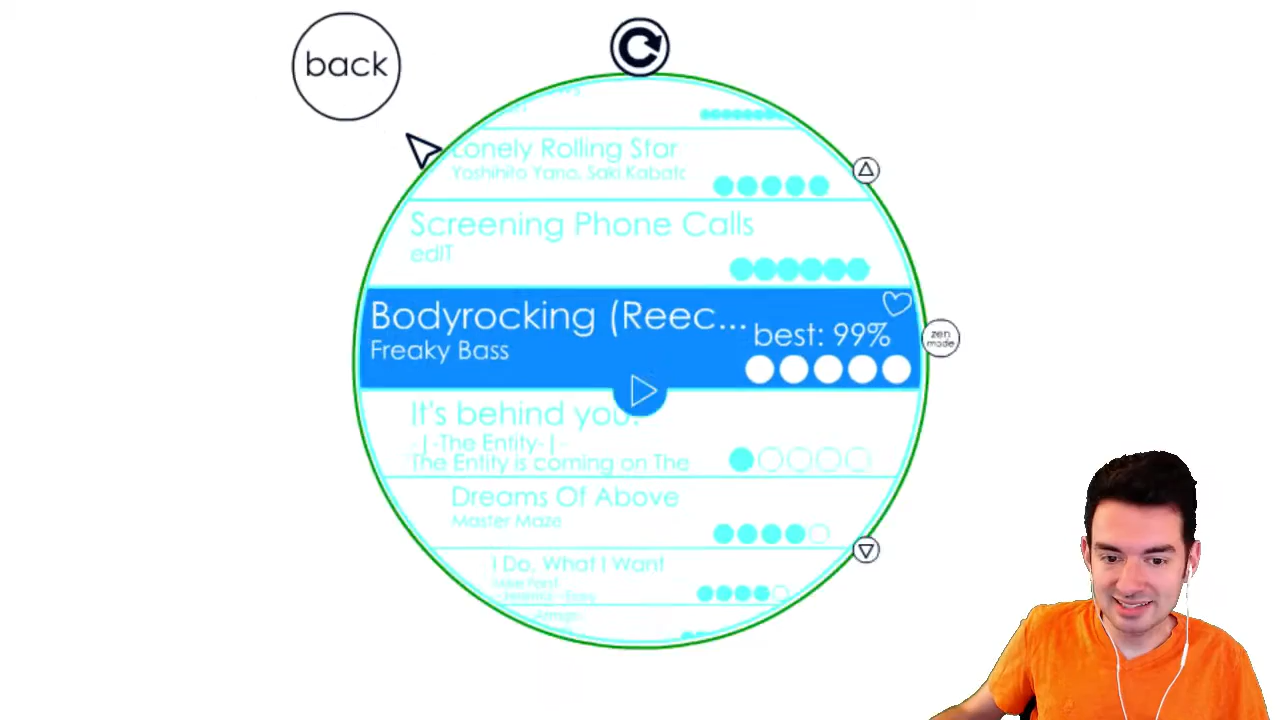 back
Lonely Rolling Star
Yoshihito Yano, Saki Kabata
Screening Phone Calls
edIT
Bodyrocking (Reec...
best: 99%
Freaky Bass
zen
mode
It's behind you.
-|-The Entity-|-
The Entity is coming on The
Dreams Of Above
Master Maze
I Do, What I Want